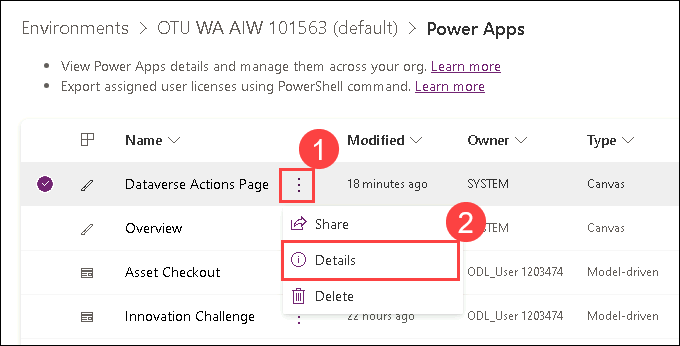 Environments > OTU WA AIW 101563 (default) > Power Apps
• View Power Apps details and manage them across your org. Learn more
• Export assigned user licenses using PowerShell command. Learn more
Name Modified Owner Type
1
Dataverse Actions Page 18 minutes ago SYSTEM Canvas
Share
2
Overview Canvas
Details
Asset Checkout ODL_User 1203474 Model-driven
Delete
Innovation Challenge 22 hours ago ODL_User 1203474 Model-driven